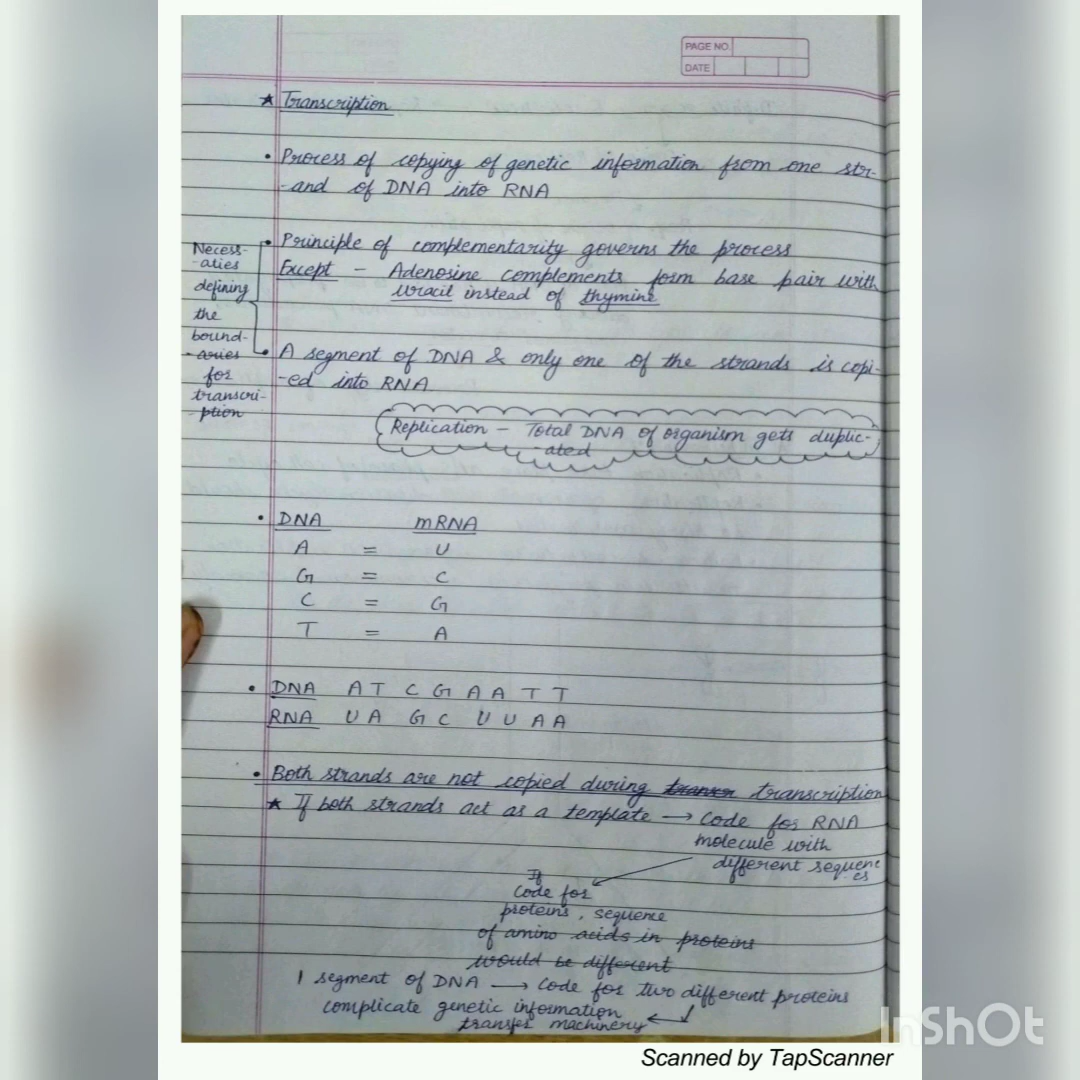 PAGE NO.
DATE
★ Transcription
• Process of copying of genetic information from one str-
-and of DNA into RNA
• Principle of complementarity governs the process
Except - Adenosine complements form base pair with
uracil instead of thymine
Necess-
-aties
defining
the
bound-
-aries
for
transcri-
-ption
• A segment of DNA & only one of the strands is copi-
-ed into RNA
Replication - Total DNA of organism gets duplic-
-ated
• DNA mRNA
A = U
G = C
C = G
T = A
• DNA A T C G A A T T
RNA U A G C U U A A
• Both strands are not copied during transcr transcription
★ If both strands act as a template → Code for RNA
molecule with
different sequenc
es
If
code for
proteins, sequence
of amino acids in proteins
would be different
1 segment of DNA → Code for two different proteins
complicate genetic information
transfer machinery
InShOt
Scanned by TapScanner